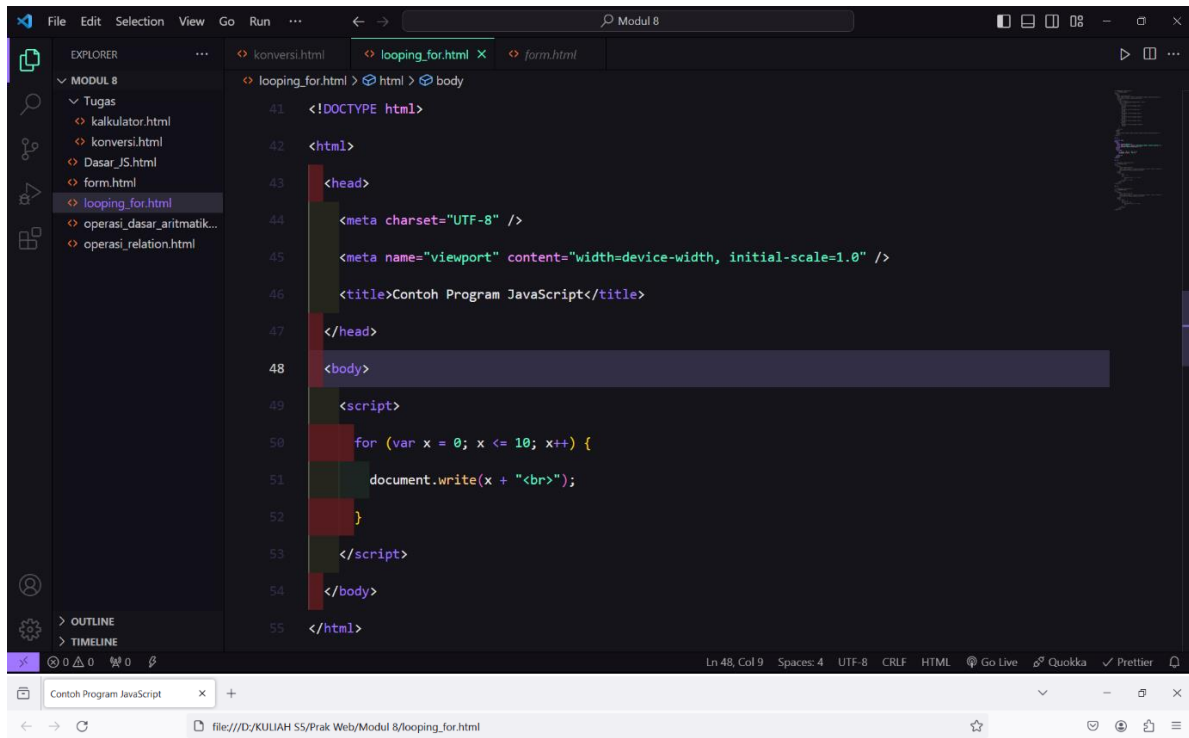 File Edit Selection View Go Run ··· ← → Modul 8
EXPLORER ···
MODUL 8
Tugas
kalkulator.html
konversi.html
Dasar_JS.html
form.html
looping_for.html
operasi_dasar_aritmatik...
operasi_relation.html
OUTLINE
TIMELINE
konversi.html looping_for.html × form.html
looping_for.html > html > body
41 <!DOCTYPE html>
42 <html>
43 <head>
44 <meta charset="UTF-8" />
45 <meta name="viewport" content="width=device-width, initial-scale=1.0" />
46 <title>Contoh Program JavaScript</title>
47 </head>
48 <body>
49 <script>
50 for (var x = 0; x <= 10; x++) {
51 document.write(x + "<br>");
52 }
53 </script>
54 </body>
55 </html>
0 0 0 Ln 48, Col 9 Spaces: 4 UTF-8 CRLF HTML Go Live Quokka Prettier
Contoh Program JavaScript × +
file:///D:/KULIAH S5/Prak Web/Modul 8/looping_for.html